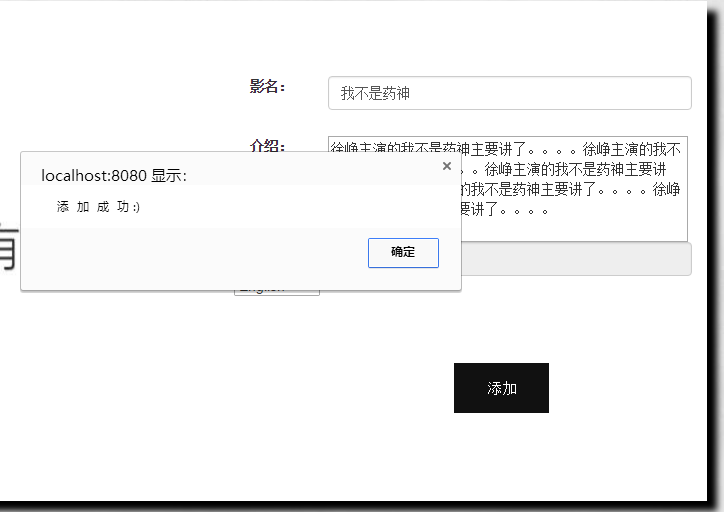 影名：
我不是药神
介绍：
徐峥主演的我不是药神主要讲了。。。。徐峥主演的我不
。徐峥主演的我不是药神主要讲
的我不是药神主要讲了。。。。徐峥
要讲了。。。。
localhost:8080 显示:
添 加 成 功 :)
确定
有
English
添加